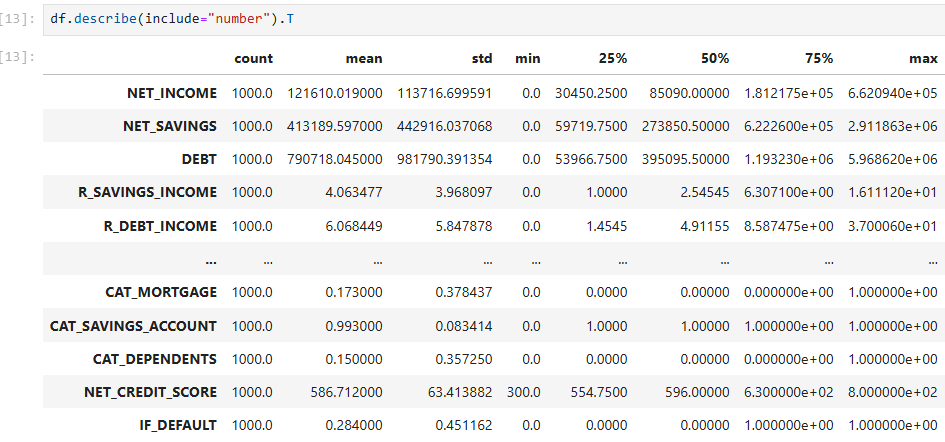 [13]: df.describe(include="number").T
[13]: count mean std min 25% 50% 75% max
NET_INCOME 1000.0 121610.019000 113716.699591 0.0 30450.2500 85090.00000 1.812175e+05 6.620940e+05
NET_SAVINGS 1000.0 413189.597000 442916.037068 0.0 59719.7500 273850.50000 6.222600e+05 2.911863e+06
DEBT 1000.0 790718.045000 981790.391354 0.0 53966.7500 395095.50000 1.193230e+06 5.968620e+06
R_SAVINGS_INCOME 1000.0 4.063477 3.968097 0.0 1.0000 2.54545 6.307100e+00 1.611120e+01
R_DEBT_INCOME 1000.0 6.068449 5.847878 0.0 1.4545 4.91155 8.587475e+00 3.700060e+01
... ... ... ... ... ... ... ... ...
CAT_MORTGAGE 1000.0 0.173000 0.378437 0.0 0.0000 0.00000 0.000000e+00 1.000000e+00
CAT_SAVINGS_ACCOUNT 1000.0 0.993000 0.083414 0.0 1.0000 1.00000 1.000000e+00 1.000000e+00
CAT_DEPENDENTS 1000.0 0.150000 0.357250 0.0 0.0000 0.00000 0.000000e+00 1.000000e+00
NET_CREDIT_SCORE 1000.0 586.712000 63.413882 300.0 554.7500 596.00000 6.300000e+02 8.000000e+02
IF_DEFAULT 1000.0 0.284000 0.451162 0.0 0.0000 0.00000 1.000000e+00 1.000000e+00